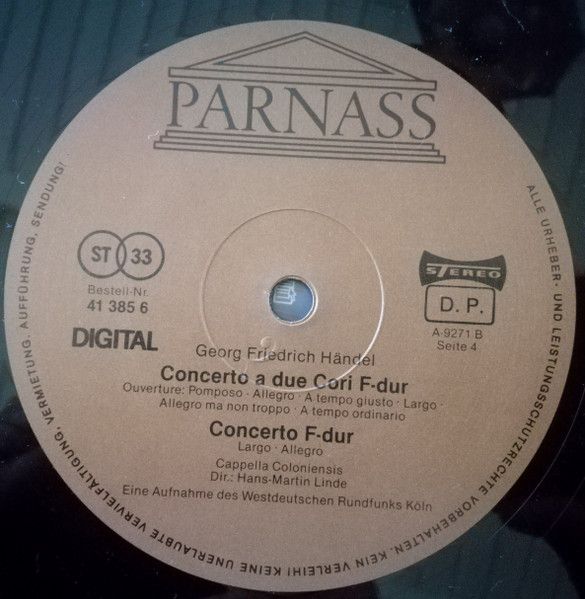 PARNASS
ST 33
Bestell-Nr.
41 385 6
DIGITAL
STEREO
D. P.
A-9271 B
Seite 4
Georg Friedrich Händel
Concerto a due Cori F-dur
Ouverture: Pomposo · Allegro · A tempo giusto · Largo ·
Allegro ma non troppo · A tempo ordinario
Concerto F-dur
Largo · Allegro
Cappella Coloniensis
Dir.: Hans-Martin Linde
Eine Aufnahme des Westdeutschen Rundfunks Köln
ALLE URHEBER- UND LEISTUNGSSCHUTZRECHTE VORBEHALTEN. KEIN VERLEIH! KEINE UNERLAUBTE VERVIELFÄLTIGUNG, VERMIETUNG, AUFFÜHRUNG, SENDUNG!